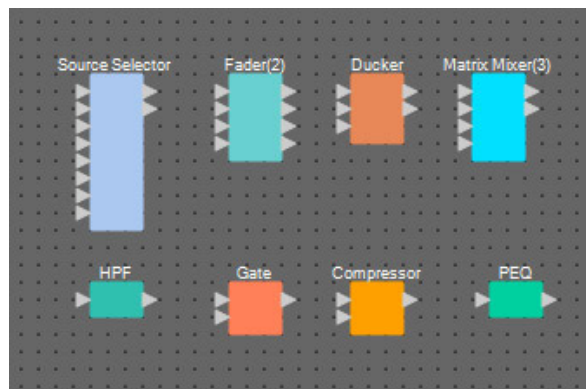 Source Selector
Fader(2)
Ducker
Matrix Mixer(3)
HPF
Gate
Compressor
PEQ